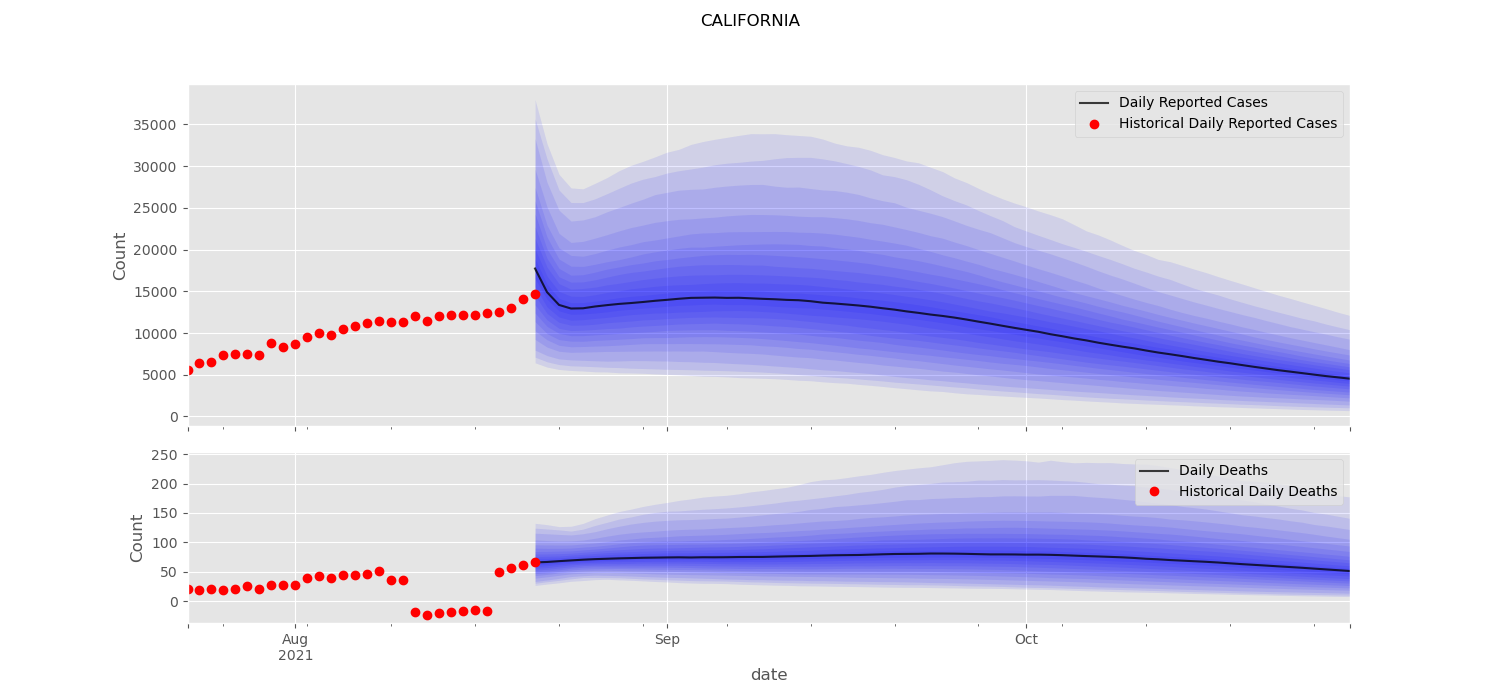 CALIFORNIA
Count
35000
30000
25000
20000
15000
10000
5000
0
Daily Reported Cases
Historical Daily Reported Cases
Count
250
200
150
100
50
0
Daily Deaths
Historical Daily Deaths
Aug
2021
Sep
Oct
date